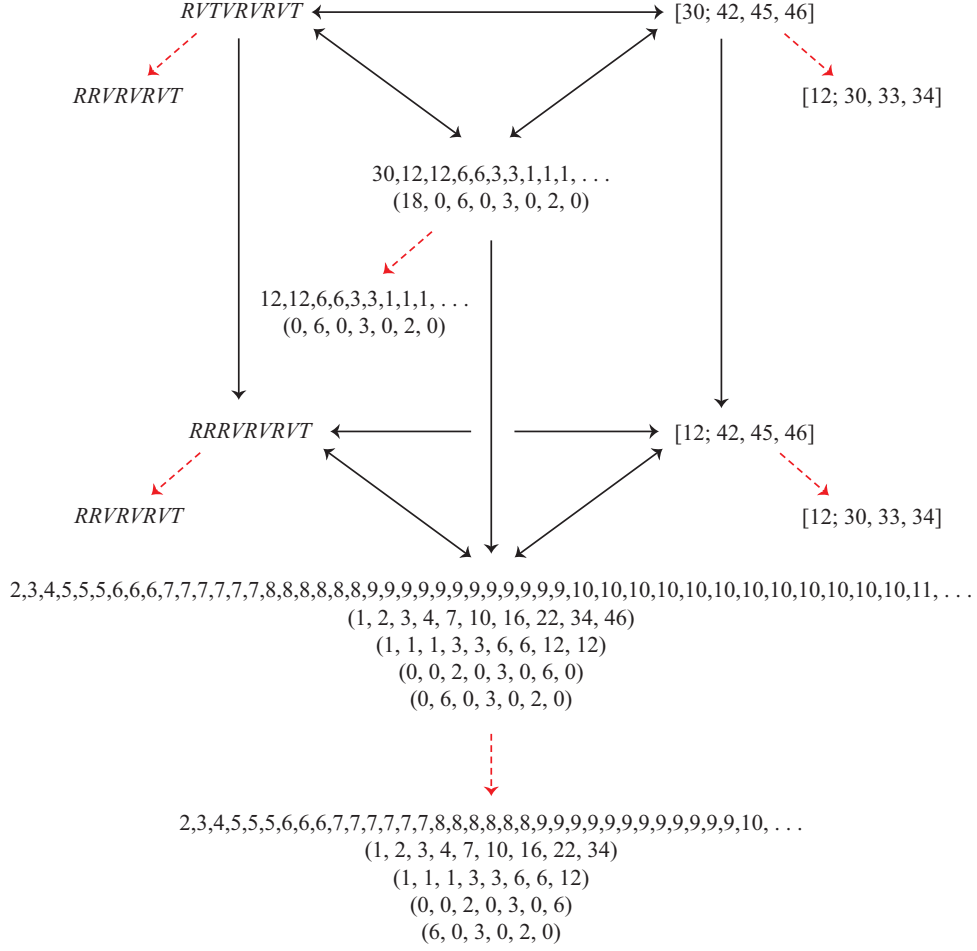 RVTVRVRVT
[30; 42, 45, 46]
RRVRVRVT
[12; 30, 33, 34]
30,12,12,6,6,3,3,1,1,1, . . .
(18, 0, 6, 0, 3, 0, 2, 0)
12,12,6,6,3,3,1,1,1, . . .
(0, 6, 0, 3, 0, 2, 0)
RRRVRVRVT
[12; 42, 45, 46]
RRVRVRVT
[12; 30, 33, 34]
2,3,4,5,5,5,6,6,6,7,7,7,7,7,7,8,8,8,8,8,8,9,9,9,9,9,9,9,9,9,9,9,9,10,10,10,10,10,10,10,10,10,10,10,10,11, . . .
(1, 2, 3, 4, 7, 10, 16, 22, 34, 46)
(1, 1, 1, 3, 3, 6, 6, 12, 12)
(0, 0, 2, 0, 3, 0, 6, 0)
(0, 6, 0, 3, 0, 2, 0)
2,3,4,5,5,5,6,6,6,7,7,7,7,7,7,8,8,8,8,8,8,9,9,9,9,9,9,9,9,9,9,9,9,10, . . .
(1, 2, 3, 4, 7, 10, 16, 22, 34)
(1, 1, 1, 3, 3, 6, 6, 12)
(0, 0, 2, 0, 3, 0, 6)
(6, 0, 3, 0, 2, 0)